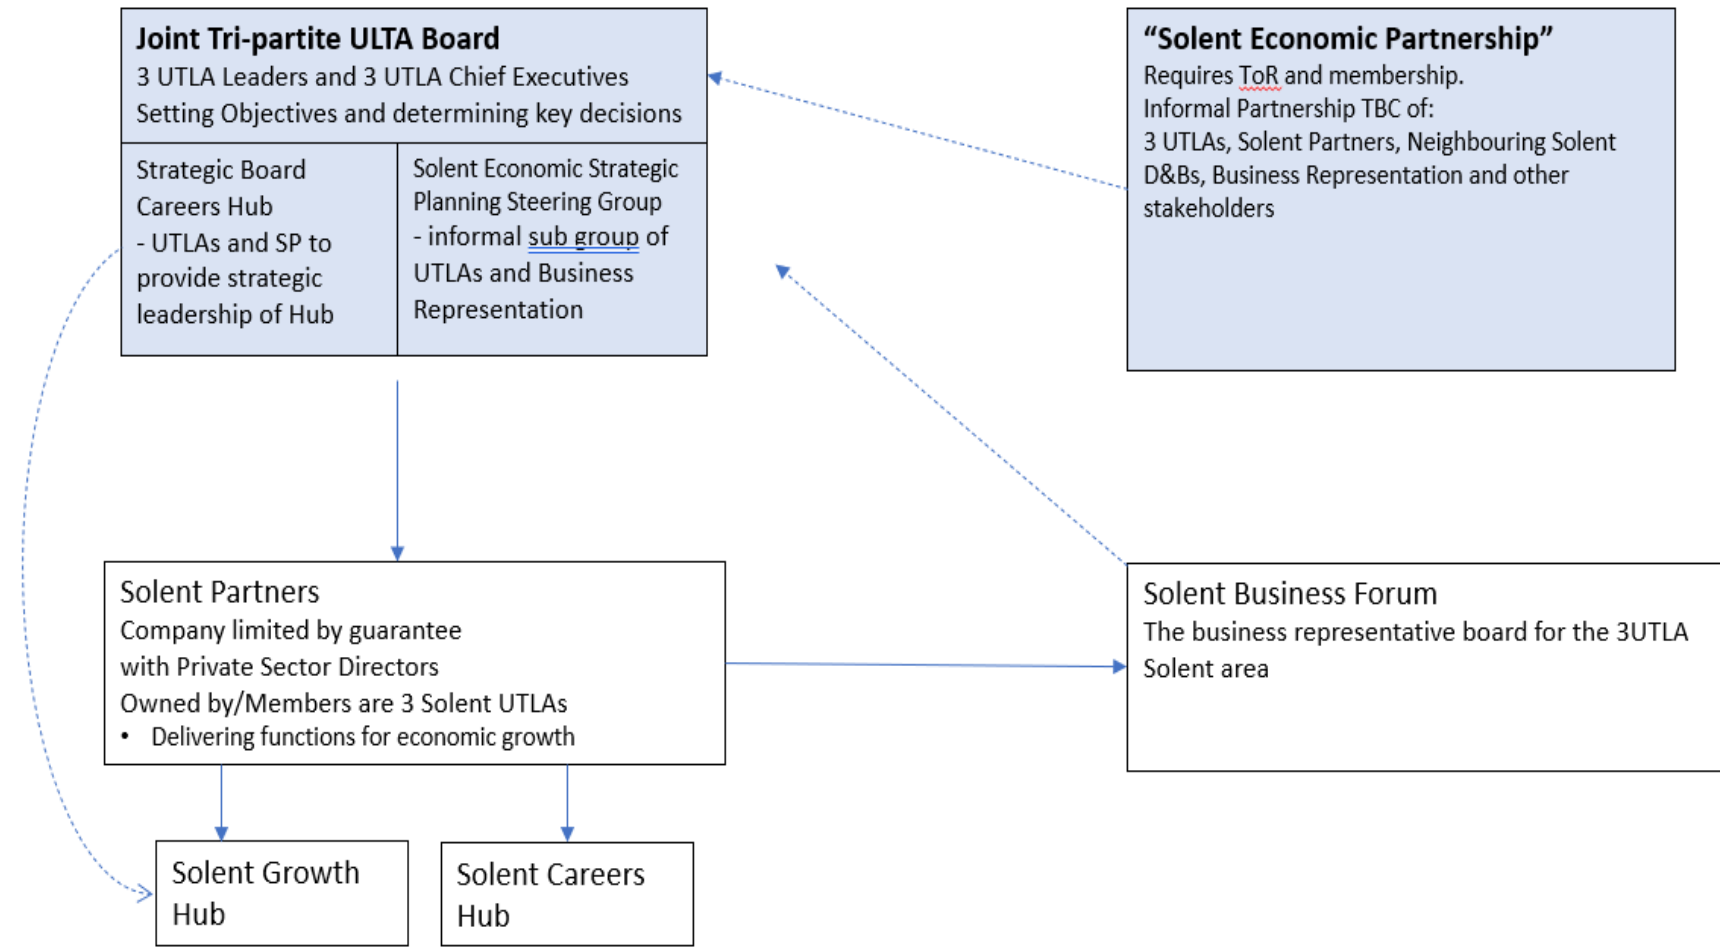 Joint Tri-partite ULTA Board
3 UTLA Leaders and 3 UTLA Chief Executives
Setting Objectives and determining key decisions
Strategic Board
Careers Hub
- UTLAs and SP to
provide strategic
leadership of Hub
Solent Economic Strategic
Planning Steering Group
- informal sub group of
UTLAs and Business
Representation
“Solent Economic Partnership”
Requires ToR and membership.
Informal Partnership TBC of:
3 UTLAs, Solent Partners, Neighbouring Solent
D&Bs, Business Representation and other
stakeholders
Solent Partners
Company limited by guarantee
with Private Sector Directors
Owned by/Members are 3 Solent UTLAs
• Delivering functions for economic growth
Solent Business Forum
The business representative board for the 3UTLA
Solent area
Solent Growth
Hub
Solent Careers
Hub